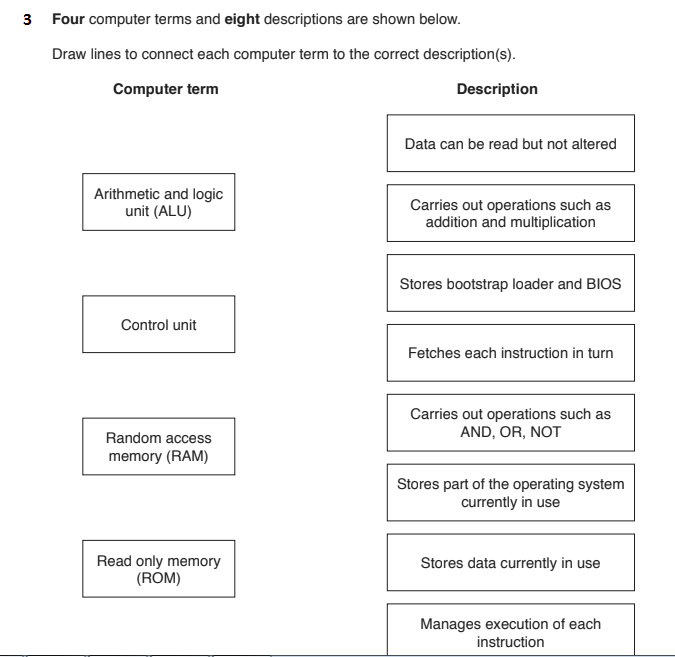 3 Four computer terms and eight descriptions are shown below.
Draw lines to connect each computer term to the correct description(s).
Computer term
Description
Arithmetic and logic
unit (ALU)
Control unit
Random access
memory (RAM)
Read only memory
(ROM)
Data can be read but not altered
Carries out operations such as
addition and multiplication
Stores bootstrap loader and BIOS
Fetches each instruction in turn
Carries out operations such as
AND, OR, NOT
Stores part of the operating system
currently in use
Stores data currently in use
Manages execution of each
instruction